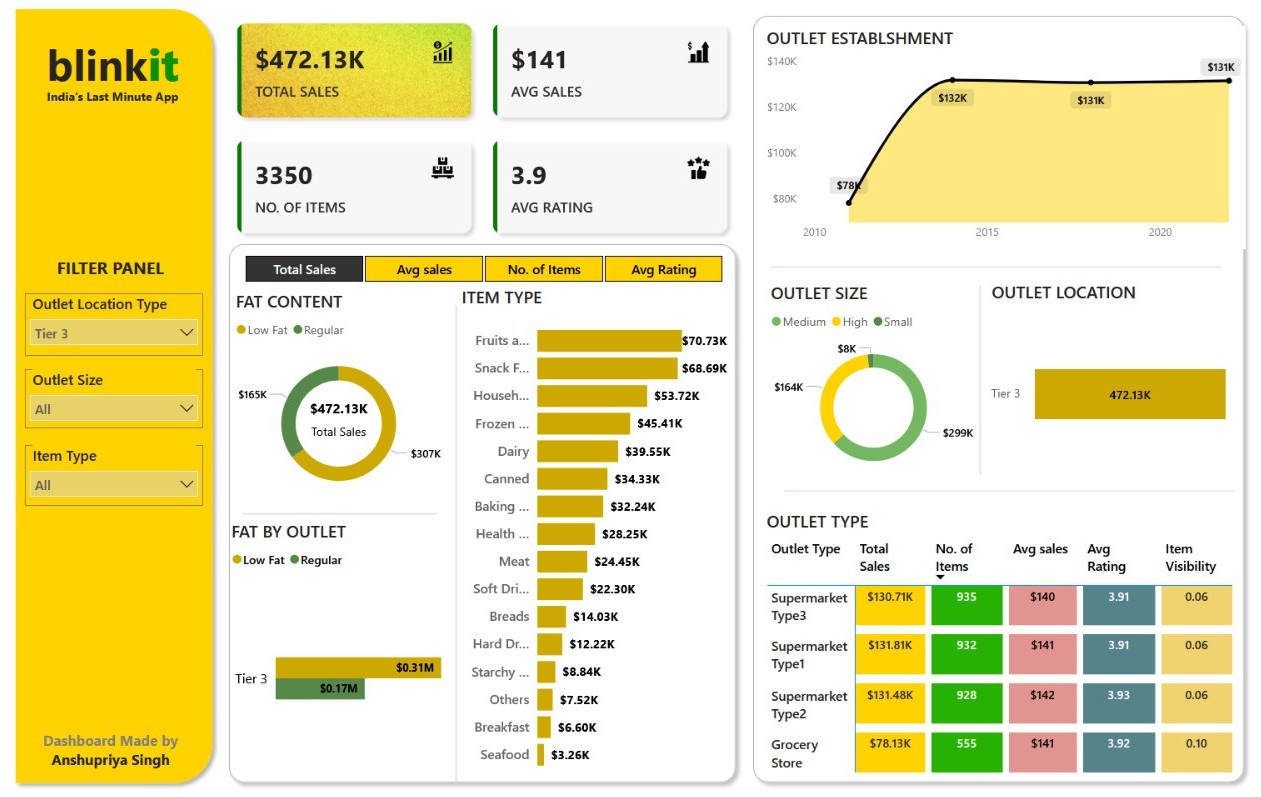 blinkit
India's Last Minute App
FILTER PANEL
Outlet Location Type
Tier 3
Outlet Size
All
Item Type
All
Dashboard Made by
Anshupriya Singh
$472.13K
TOTAL SALES
$141
AVG SALES
3350
NO. OF ITEMS
3.9
AVG RATING
Total Sales
Avg sales
No. of Items
Avg Rating
FAT CONTENT
Low Fat Regular
$165K
$472.13K
Total Sales
$307K
FAT BY OUTLET
Low Fat Regular
Tier 3
$0.31M
$0.17M
ITEM TYPE
Fruits a... $70.73K
Snack F... $68.69K
Househ... $53.72K
Frozen ... $45.41K
Dairy $39.55K
Canned $34.33K
Baking ... $32.24K
Health ... $28.25K
Meat $24.45K
Soft Dri... $22.30K
Breads $14.03K
Hard Dr... $12.22K
Starchy ... $8.84K
Others $7.52K
Breakfast $6.60K
Seafood $3.26K
OUTLET ESTABLSHMENT
$140K
$120K
$100K
$80K
$78K
$132K
$131K
$131K
2010 2015 2020
OUTLET SIZE
Medium High Small
$8K
$164K
$299K
OUTLET LOCATION
Tier 3 472.13K
OUTLET TYPE
Outlet Type Total Sales No. of Items Avg sales Avg Rating Item Visibility
Supermarket Type3 $130.71K 935 $140 3.91 0.06
Supermarket Type1 $131.81K 932 $141 3.91 0.06
Supermarket Type2 $131.48K 928 $142 3.93 0.06
Grocery Store $78.13K 555 $141 3.92 0.10